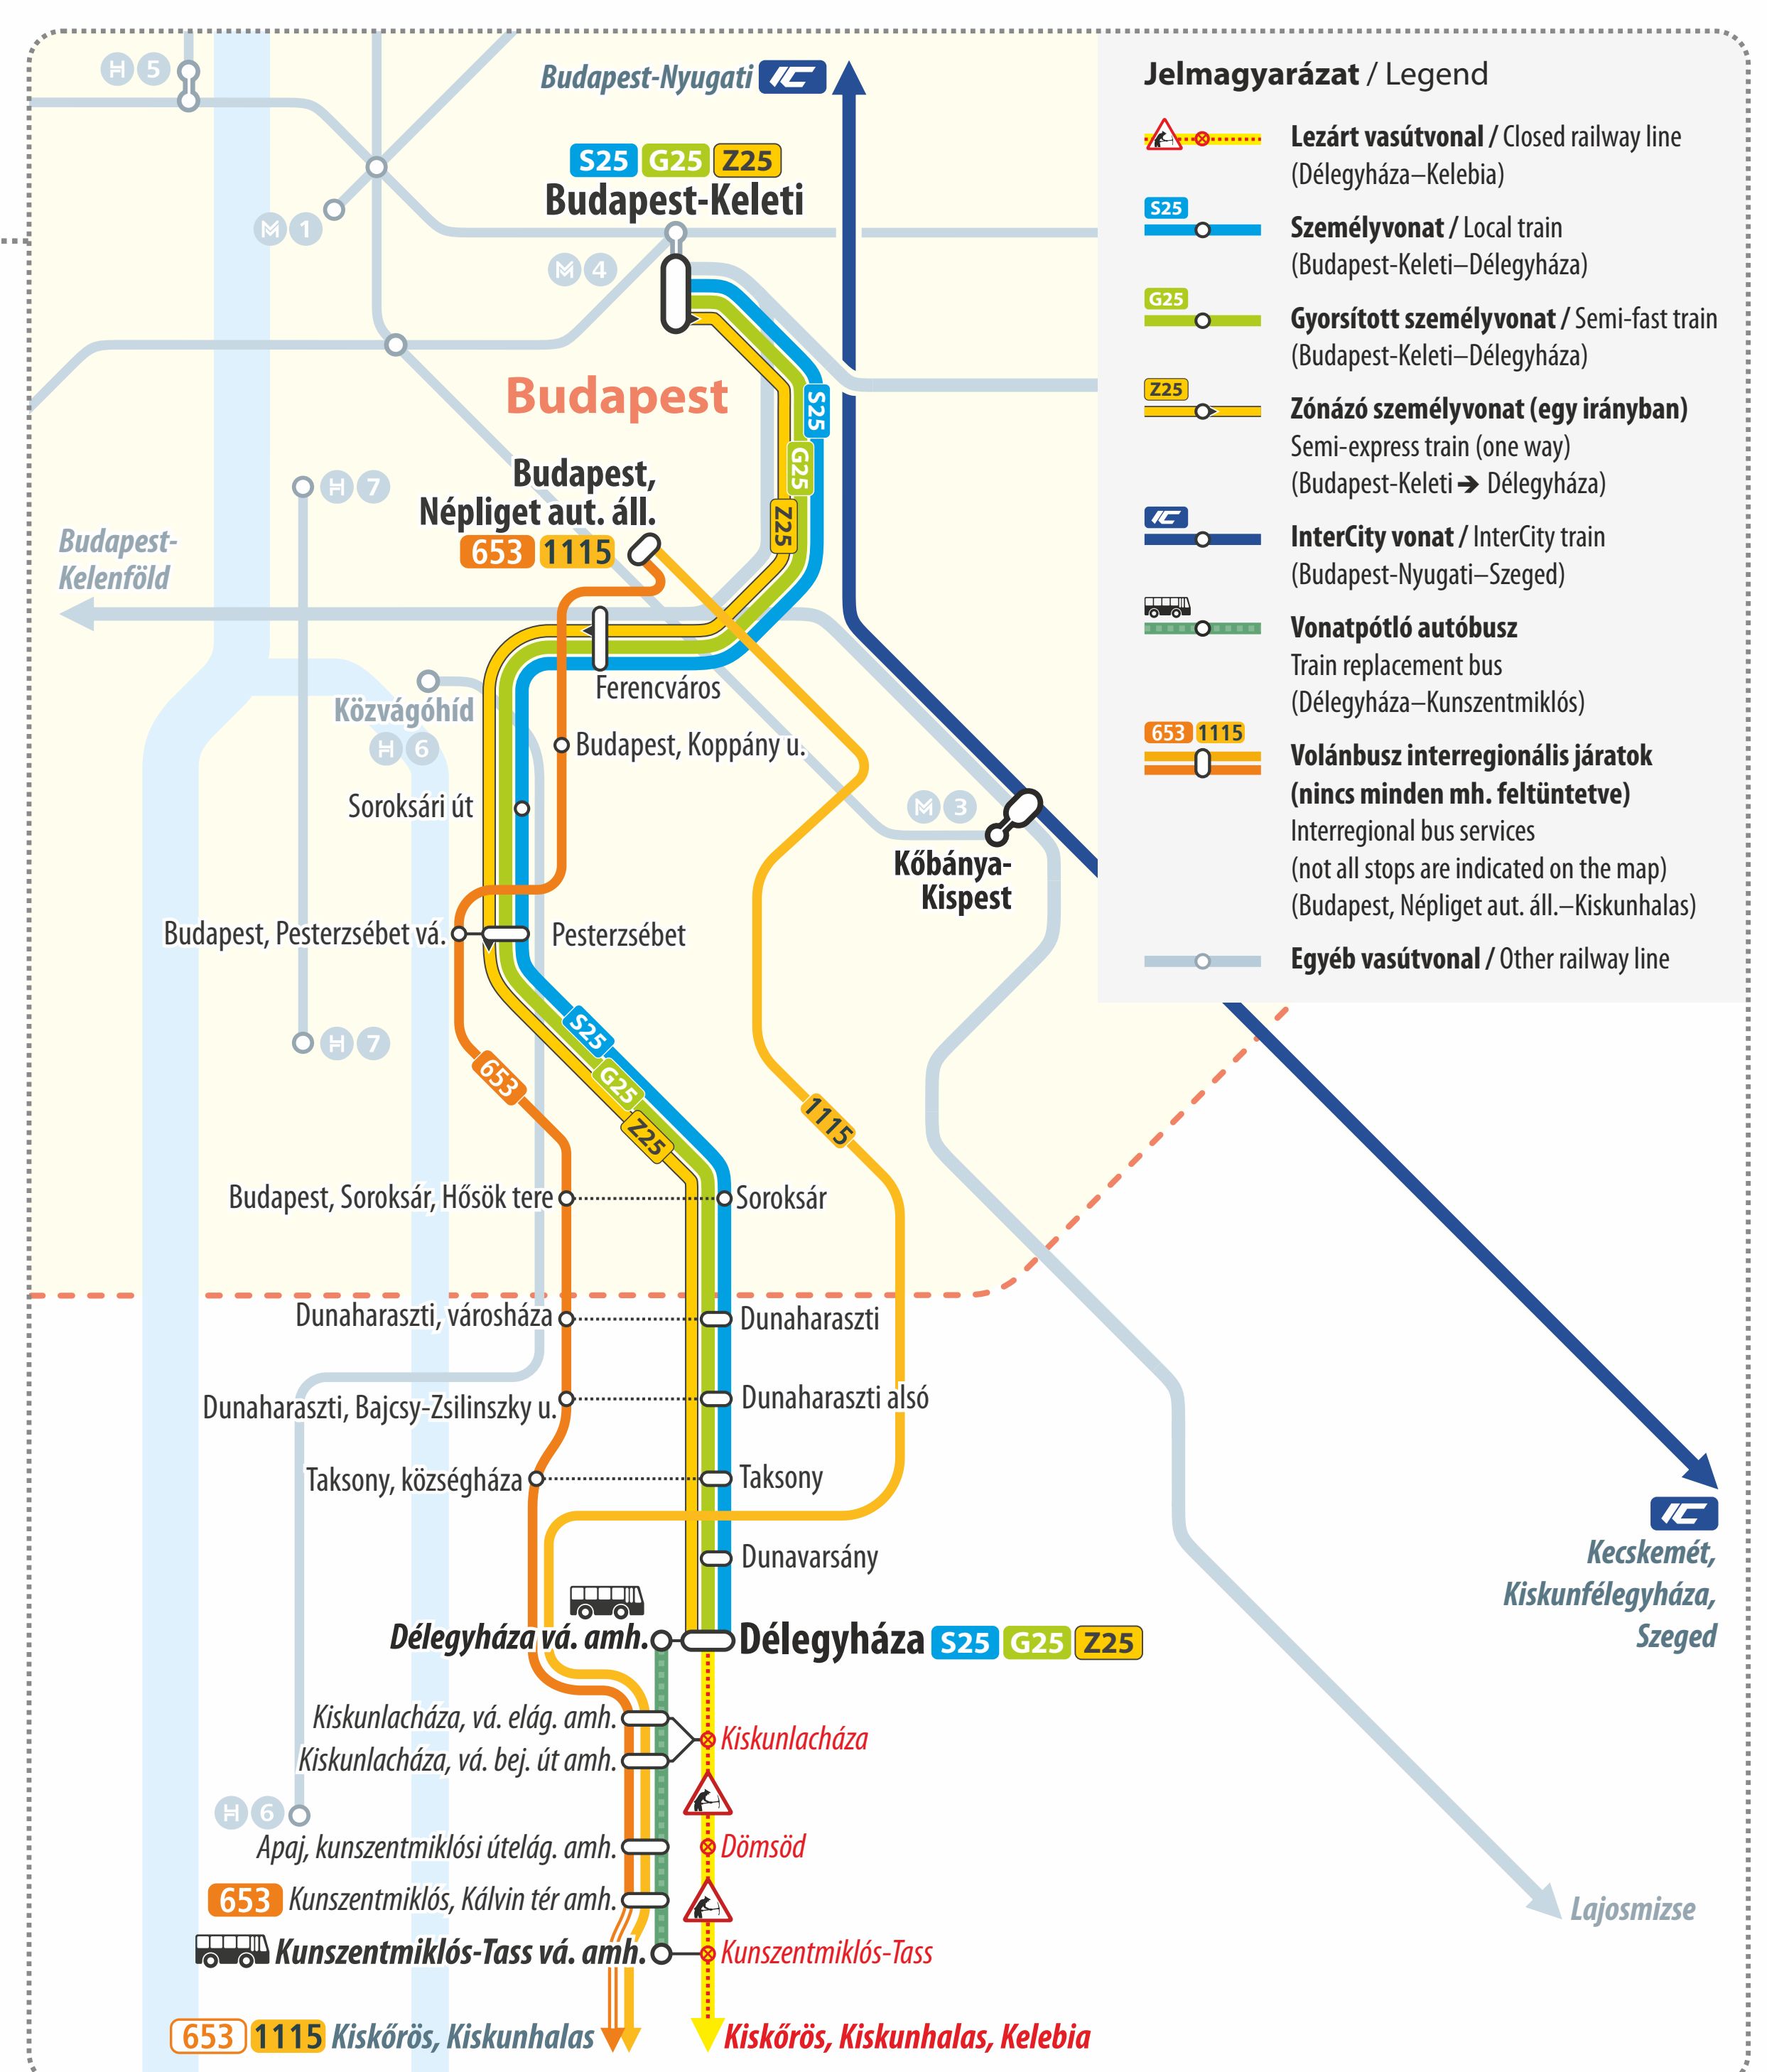 H 5
Budapest-Nyugati IC
S25 G25 Z25
Budapest-Keleti
M 1
M 4
Budapest
S25
G25
Z25
Budapest,
Népliget aut. áll.
653 1115
H 7
Budapest-
Kelenföld
Ferencváros
Közvágóhíd
H 6
Budapest, Koppány u.
Soroksári út
M 3
Kőbánya-
Kispest
Budapest, Pesterzsébet vá.
Pesterzsébet
H 7
S25
G25
Z25
653
1115
Budapest, Soroksár, Hősök tere
Soroksár
Dunaharaszti, városháza
Dunaharaszti
Dunaharaszti, Bajcsy-Zsilinszky u.
Dunaharaszti alsó
Taksony, községháza
Taksony
Dunavarsány
Délegyháza vá. amh.
Délegyháza S25 G25 Z25
Kiskunlacháza, vá. elág. amh.
Kiskunlacháza
Kiskunlacháza, vá. bej. út amh.
H 6
Apaj, kunszentmiklósi útelág. amh.
Dömsöd
653 Kunszentmiklós, Kálvin tér amh.
Kunszentmiklós-Tass vá. amh.
Kunszentmiklós-Tass
653 1115 Kiskőrös, Kiskunhalas
Kiskőrös, Kiskunhalas, Kelebia
IC
Kecskemét,
Kiskunfélegyháza,
Szeged
Lajosmizse
Jelmagyarázat / Legend
Lezárt vasútvonal / Closed railway line
(Délegyháza–Kelebia)
S25
Személyvonat / Local train
(Budapest-Keleti–Délegyháza)
G25
Gyorsított személyvonat / Semi-fast train
(Budapest-Keleti–Délegyháza)
Z25
Zónázó személyvonat (egy irányban)
Semi-express train (one way)
(Budapest-Keleti ➔ Délegyháza)
IC
InterCity vonat / InterCity train
(Budapest-Nyugati–Szeged)
Vonatpótló autóbusz
Train replacement bus
(Délegyháza–Kunszentmiklós)
653 1115
Volánbusz interregionális járatok
(nincs minden mh. feltüntetve)
Interregional bus services
(not all stops are indicated on the map)
(Budapest, Népliget aut. áll.–Kiskunhalas)
Egyéb vasútvonal / Other railway line